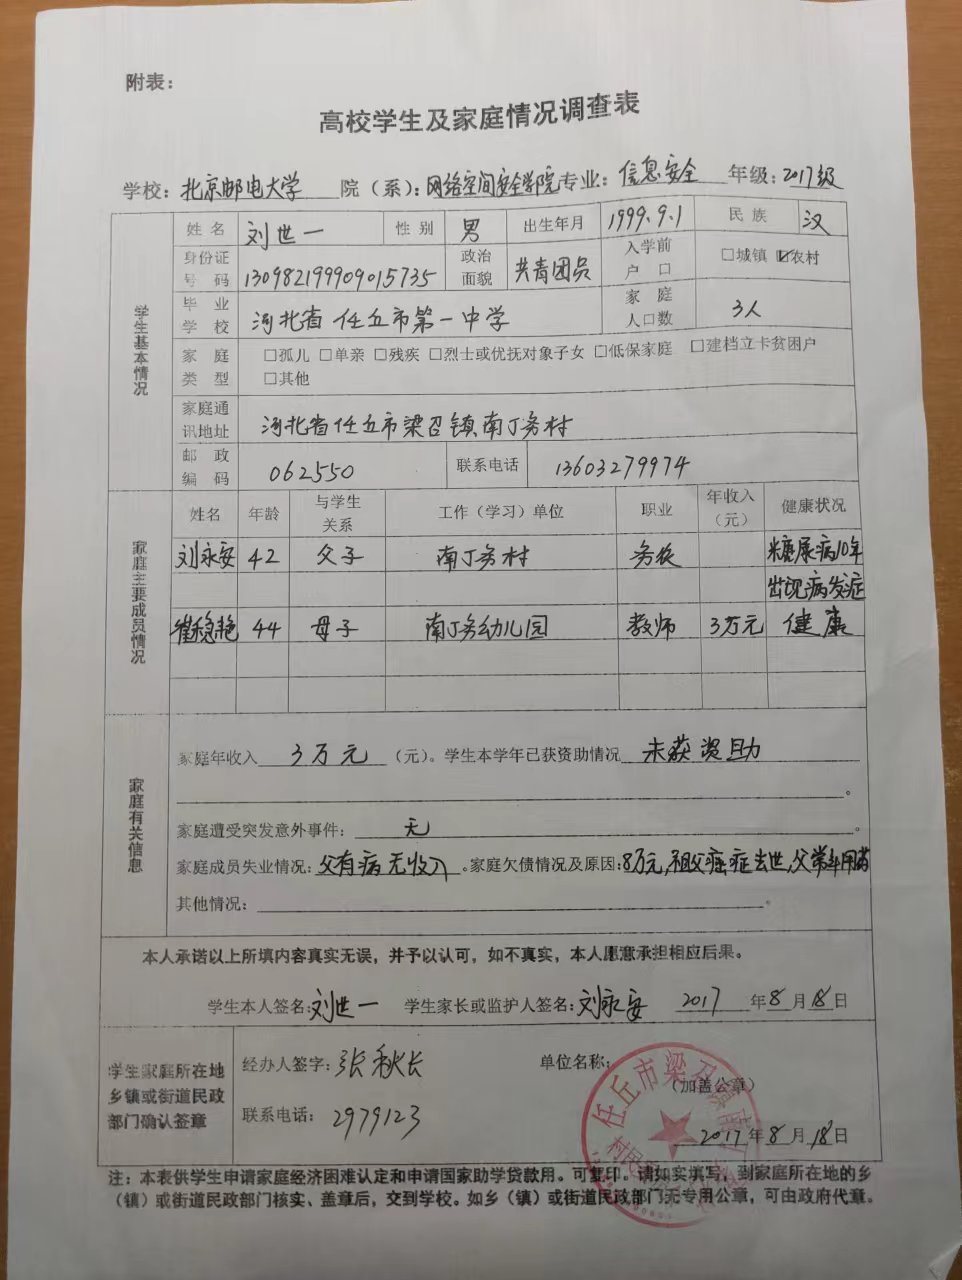 附表：
高校学生及家庭情况调查表
学校：北京邮电大学 院（系）：网络空间安全学院 专业：信息安全 年级：2017级
学生基本情况
姓名 刘世一 性别 男 出生年月 1999.9.1 民族 汉
身份证号码 130982199909015735 政治面貌 共青团员 入学前户口 □城镇 ☑农村
毕业学校 河北省任丘市第一中学 家庭人口数 3人
家庭类型 □孤儿 □单亲 □残疾 □烈士或优抚对象子女 □低保家庭 □建档立卡贫困户
□其他
家庭通讯地址 河北省任丘市梁召镇南丁务村
邮政编码 062550 联系电话 13603279974
家庭主要成员情况
姓名 年龄 与学生关系 工作（学习）单位 职业 年收入（元） 健康状况
刘永安 42 父子 南丁务村 务农 糖尿病10年
出现病发症
崔稳艳 44 母子 南丁务幼儿园 教师 3万元 健康
家庭有关信息
家庭年收入 3万元 （元）。学生本学年已获资助情况 未获资助
。
家庭遭受突发意外事件：无。
家庭成员失业情况：父有病无收入。家庭欠债情况及原因：8万元，祖父癌症去世，父常年用药
其他情况：。
本人承诺以上所填内容真实无误，并予以认可，如不真实，本人愿意承担相应后果。
学生本人签名：刘世一 学生家长或监护人签名：刘永安 2017年8月18日
学生家庭所在地乡镇或街道民政部门确认签章
经办人签字：张秋长 单位名称：
（加盖公章）
联系电话：2979123
2017年8月18日
任丘市梁召镇南丁
注：本表供学生申请家庭经济困难认定和申请国家助学贷款用。可复印。请如实填写，到家庭所在地的乡
（镇）或街道民政部门核实、盖章后，交到学校。如乡（镇）或街道民政部门无专用公章，可由政府代章。